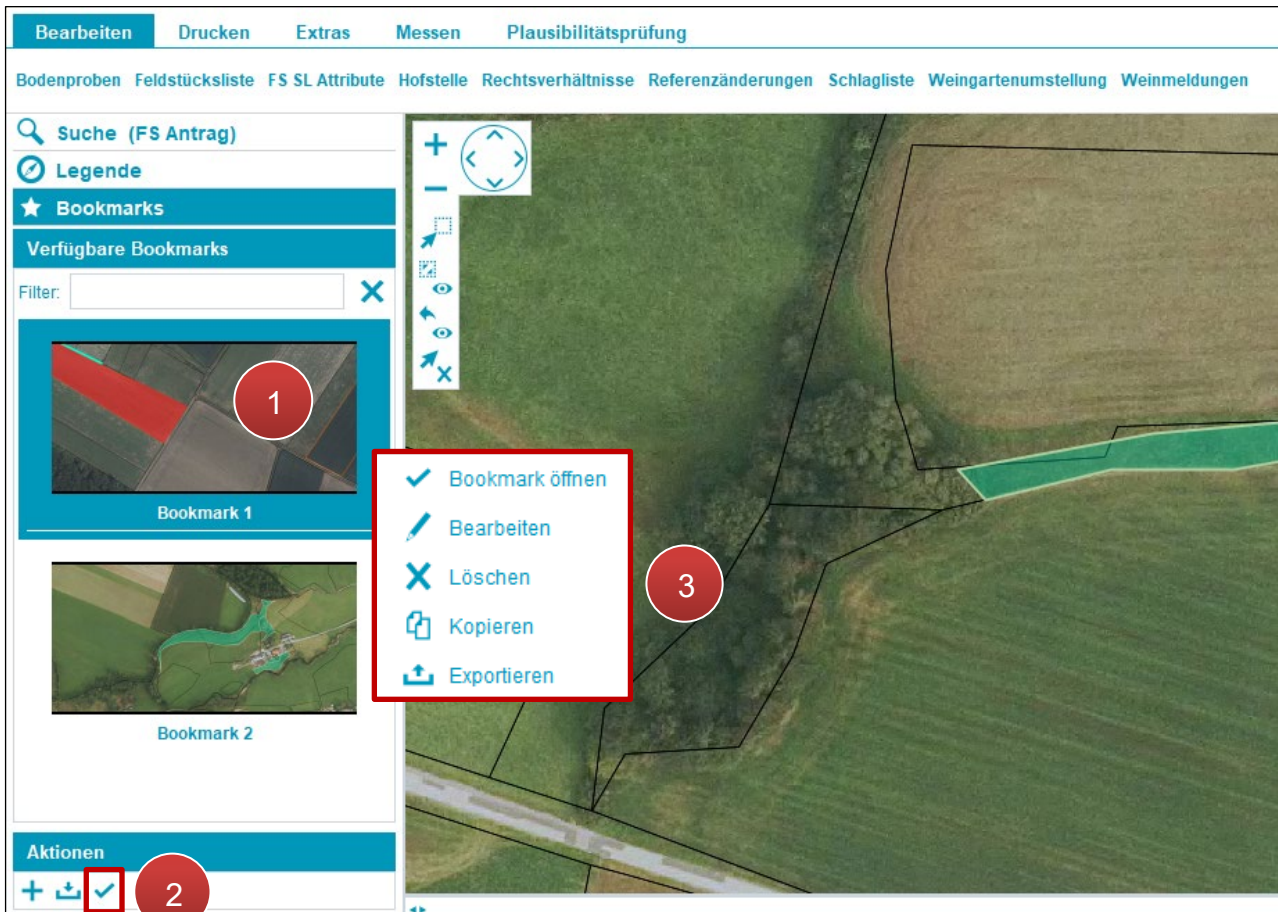 Bearbeiten Drucken Extras Messen Plausibilitätsprüfung
Bodenproben Feldstücksliste FS SL Attribute Hofstelle Rechtsverhältnisse Referenzänderungen Schlagliste Weingartenumstellung Weinmeldungen
Suche (FS Antrag)
Legende
Bookmarks
Verfügbare Bookmarks
Filter:
1
Bookmark 1
Bookmark öffnen
Bearbeiten
Löschen
Kopieren
Exportieren
3
Bookmark 2
Aktionen
2